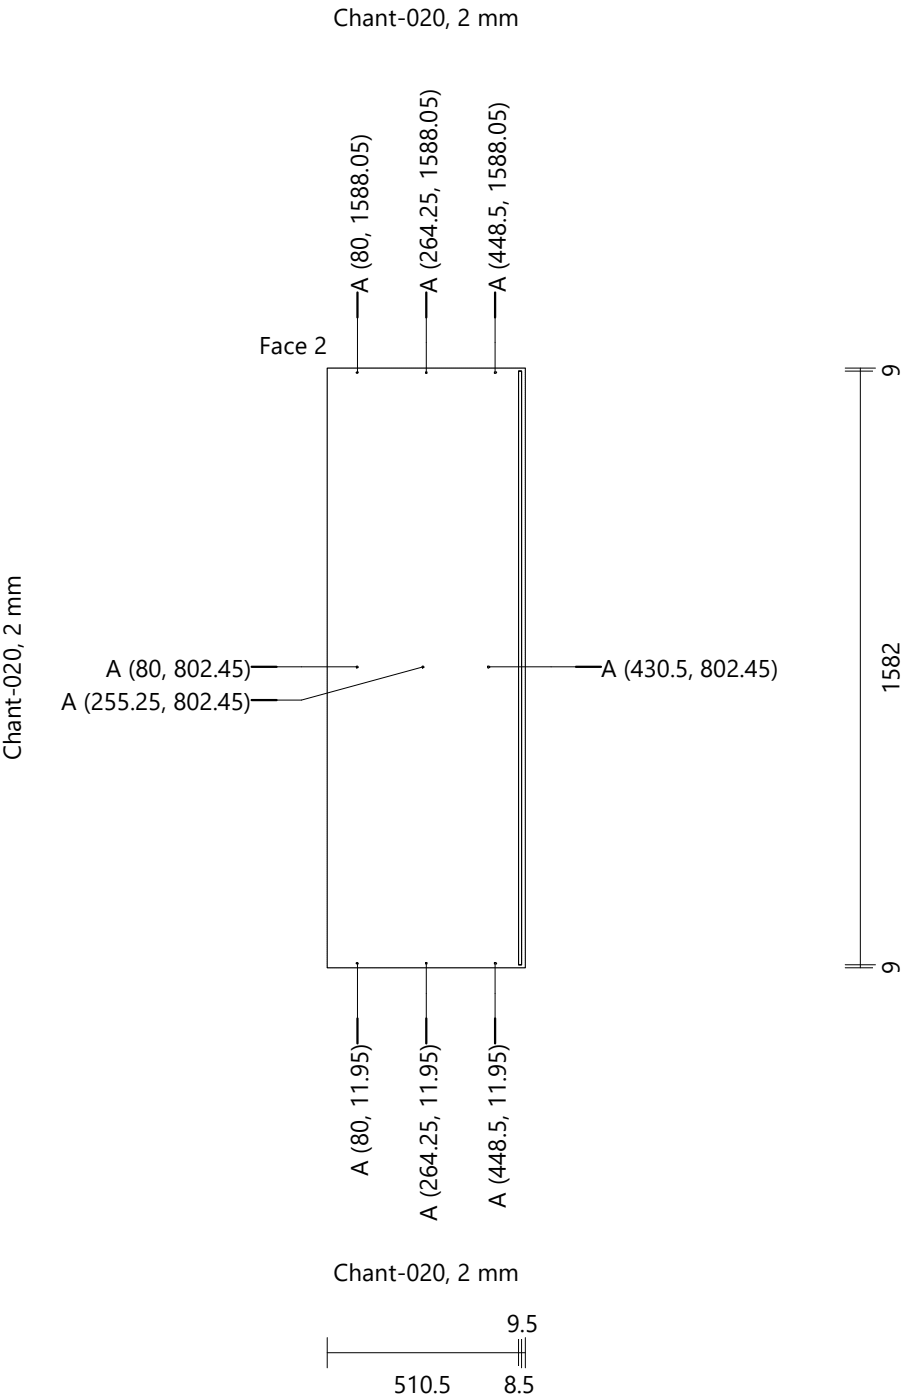 Chant-020, 2 mm
A (80, 1588.05)
A (264.25, 1588.05)
A (448.5, 1588.05)
Face 2
9
Chant-020, 2 mm
A (80, 802.45)
A (255.25, 802.45)
A (430.5, 802.45)
1582
9
A (80, 11.95)
A (264.25, 11.95)
A (448.5, 11.95)
Chant-020, 2 mm
9.5
510.5
8.5